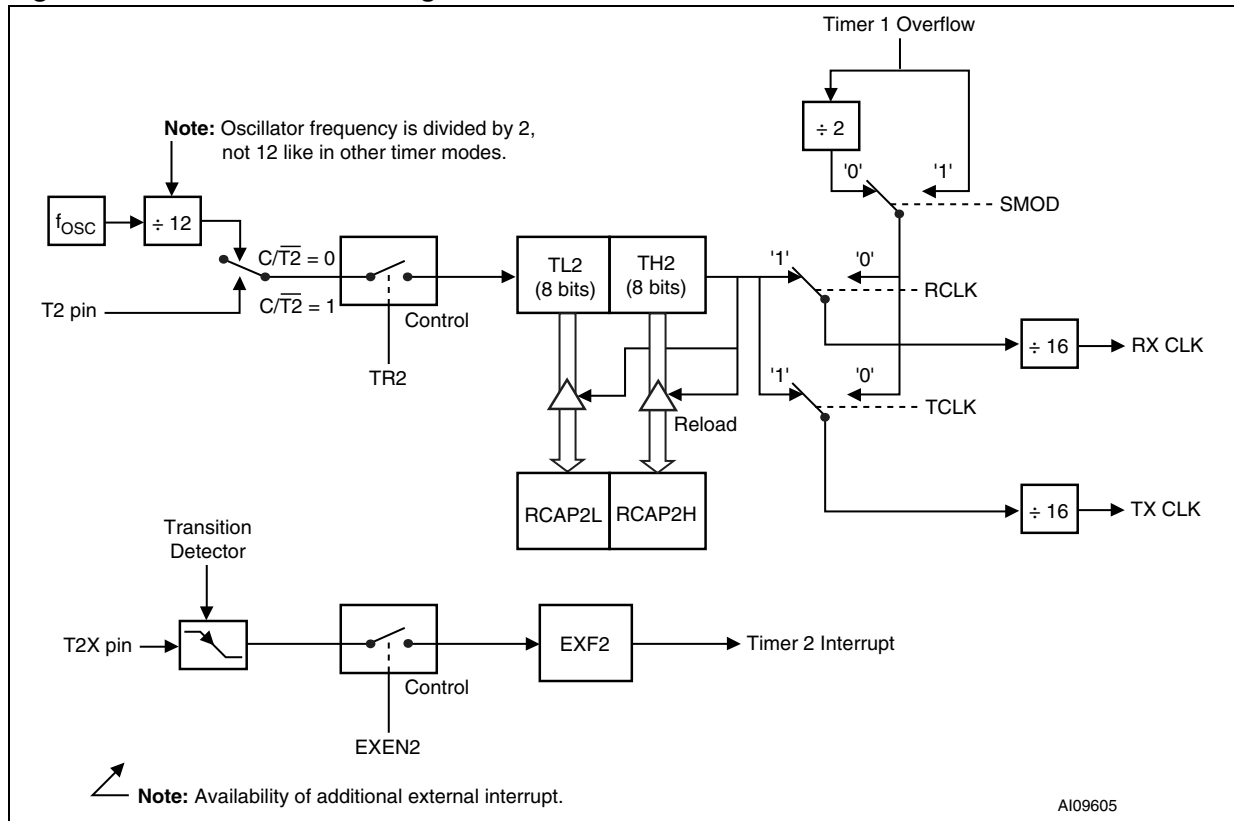 Timer 1 Overflow
Note: Oscillator frequency is divided by 2,
not 12 like in other timer modes.
÷ 2
'0'
'1'
SMOD
fOSC
÷ 12
C/T2 = 0
C/T2 = 1
T2 pin
Control
TR2
TL2
(8 bits)
TH2
(8 bits)
'1'
'0'
RCLK
÷ 16
RX CLK
'1'
'0'
TCLK
Reload
RCAP2L
RCAP2H
÷ 16
TX CLK
Transition
Detector
T2X pin
Control
EXEN2
EXF2
Timer 2 Interrupt
Note: Availability of additional external interrupt.
AI09605